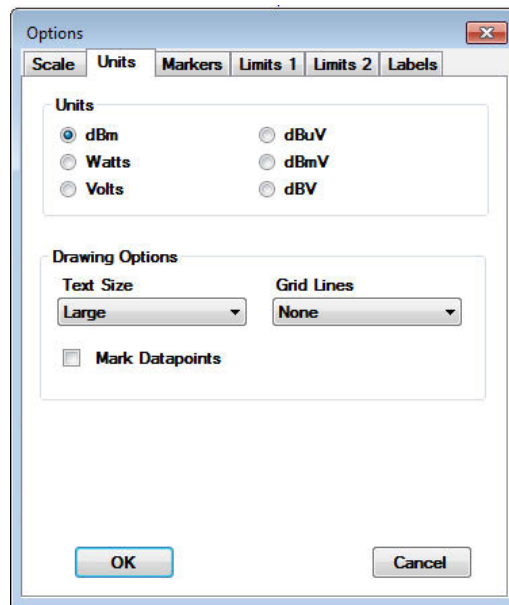 Options
Scale Units Markers Limits 1 Limits 2 Labels
Units
dBm dBuV
Watts dBmV
Volts dBV
Drawing Options
Text Size Grid Lines
Large None
Mark Datapoints
OK Cancel